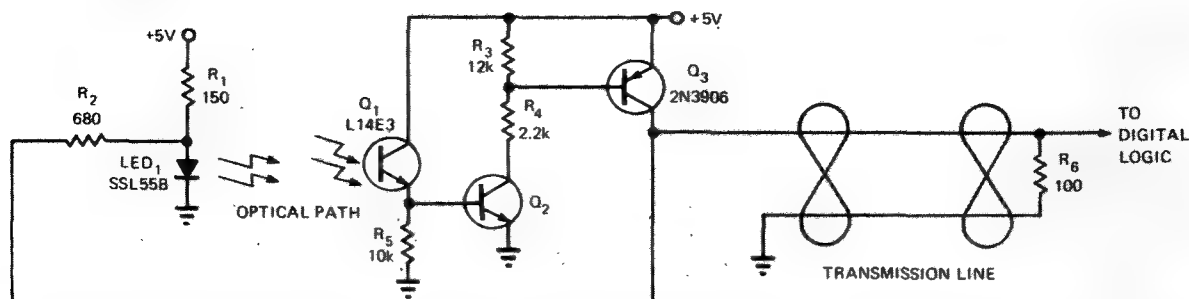 +5V
R1
150
R2
680
LED1
SSL55B
OPTICAL PATH
Q1
L14E3
R5
10k
R3
12k
R4
2.2k
Q2
+5V
Q3
2N3906
TRANSMISSION LINE
R6
100
TO
DIGITAL
LOGIC